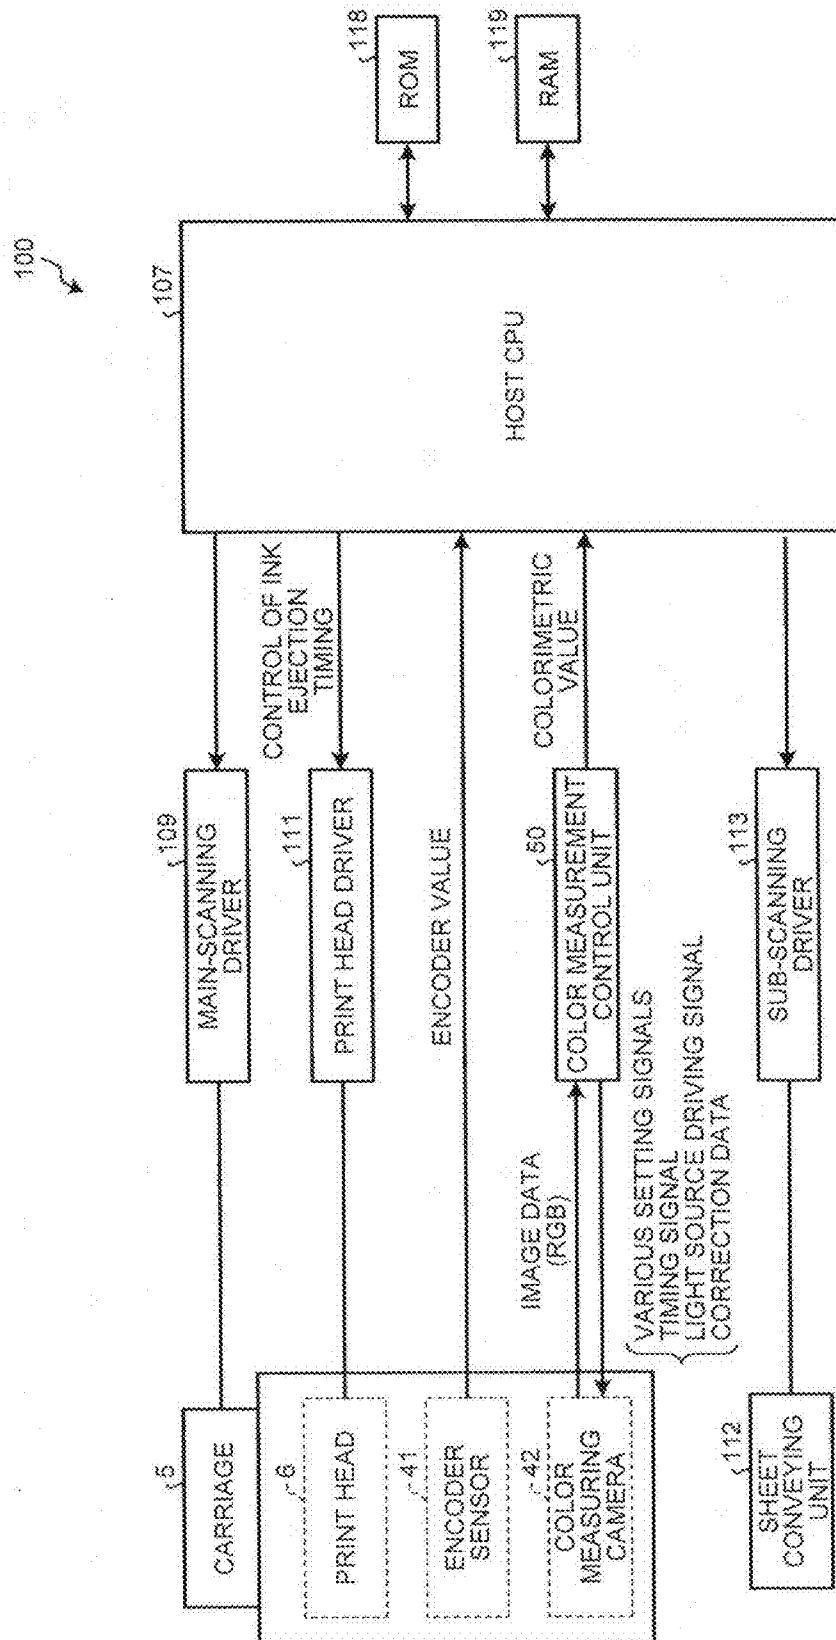 100
118
ROM
119
RAM
107
HOST CPU
CONTROL OF INK
EJECTION
TIMING
COLORIMETRIC
VALUE
109
MAIN-SCANNING
DRIVER
111
PRINT HEAD DRIVER
ENCODER VALUE
50
COLOR MEASUREMENT
CONTROL UNIT
113
SUB-SCANNING
DRIVER
IMAGE DATA
(RGB)
VARIOUS SETTING SIGNALS
TIMING SIGNAL
LIGHT SOURCE DRIVING SIGNAL
CORRECTION DATA
5
CARRIAGE
6
PRINT HEAD
41
ENCODER
SENSOR
42
COLOR
MEASURING
CAMERA
112
SHEET
CONVEYING
UNIT